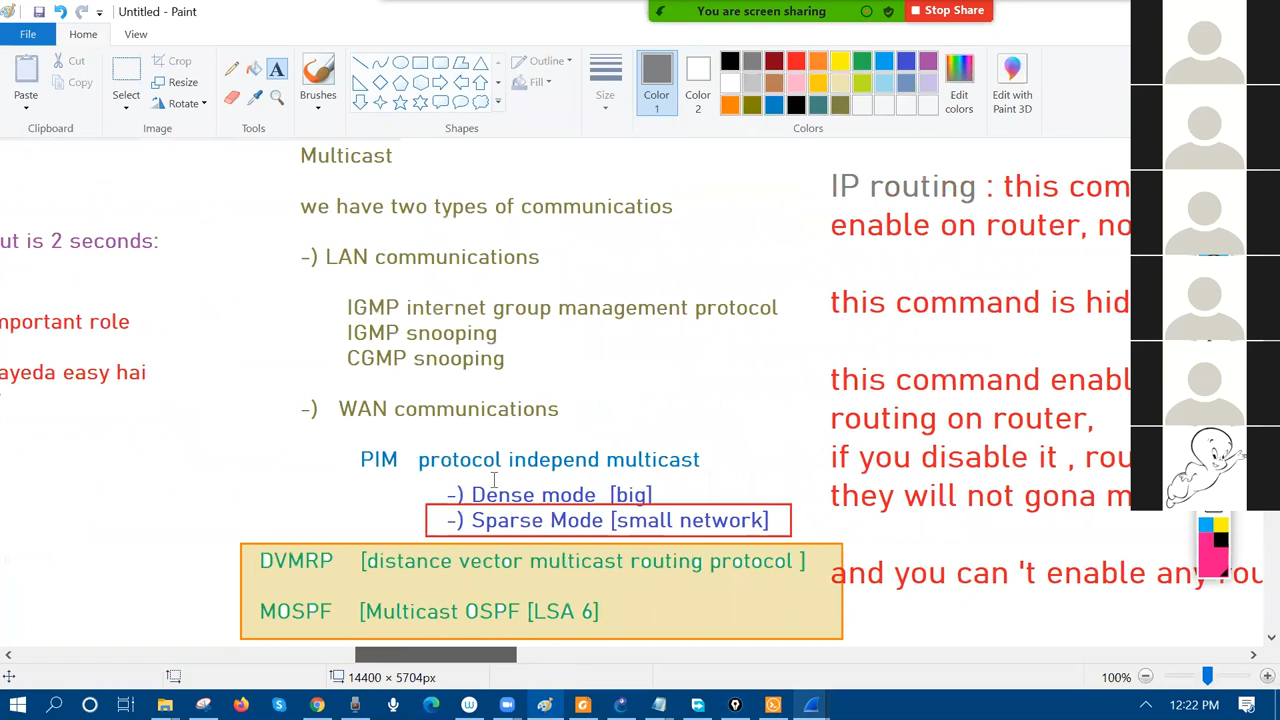 Untitled - Paint
You are screen sharing
Stop Share
File
Home
View
Paste
Cut
Copy
Clipboard
Select
Crop
Resize
Rotate
Image
Tools
Brushes
Shapes
Outline
Fill
Size
Color 1
Color 2
Edit colors
Edit with Paint 3D
Colors
ut is 2 seconds:
mportant role
ayeda easy hai
Multicast
we have two types of communicatios
-) LAN communications
IGMP internet group management protocol
IGMP snooping
CGMP snooping
-) WAN communications
PIM protocol independ multicast
-) Dense mode [big]
-) Sparse Mode [small network]
DVMRP [distance vector multicast routing protocol ]
MOSPF [Multicast OSPF [LSA 6]
IP routing : this com
enable on router, no
this command is hid
this command enabl
routing on router,
if you disable it , rou
they will not gona m
and you can 't enable any rou
14400 × 5704px
100%
12:22 PM